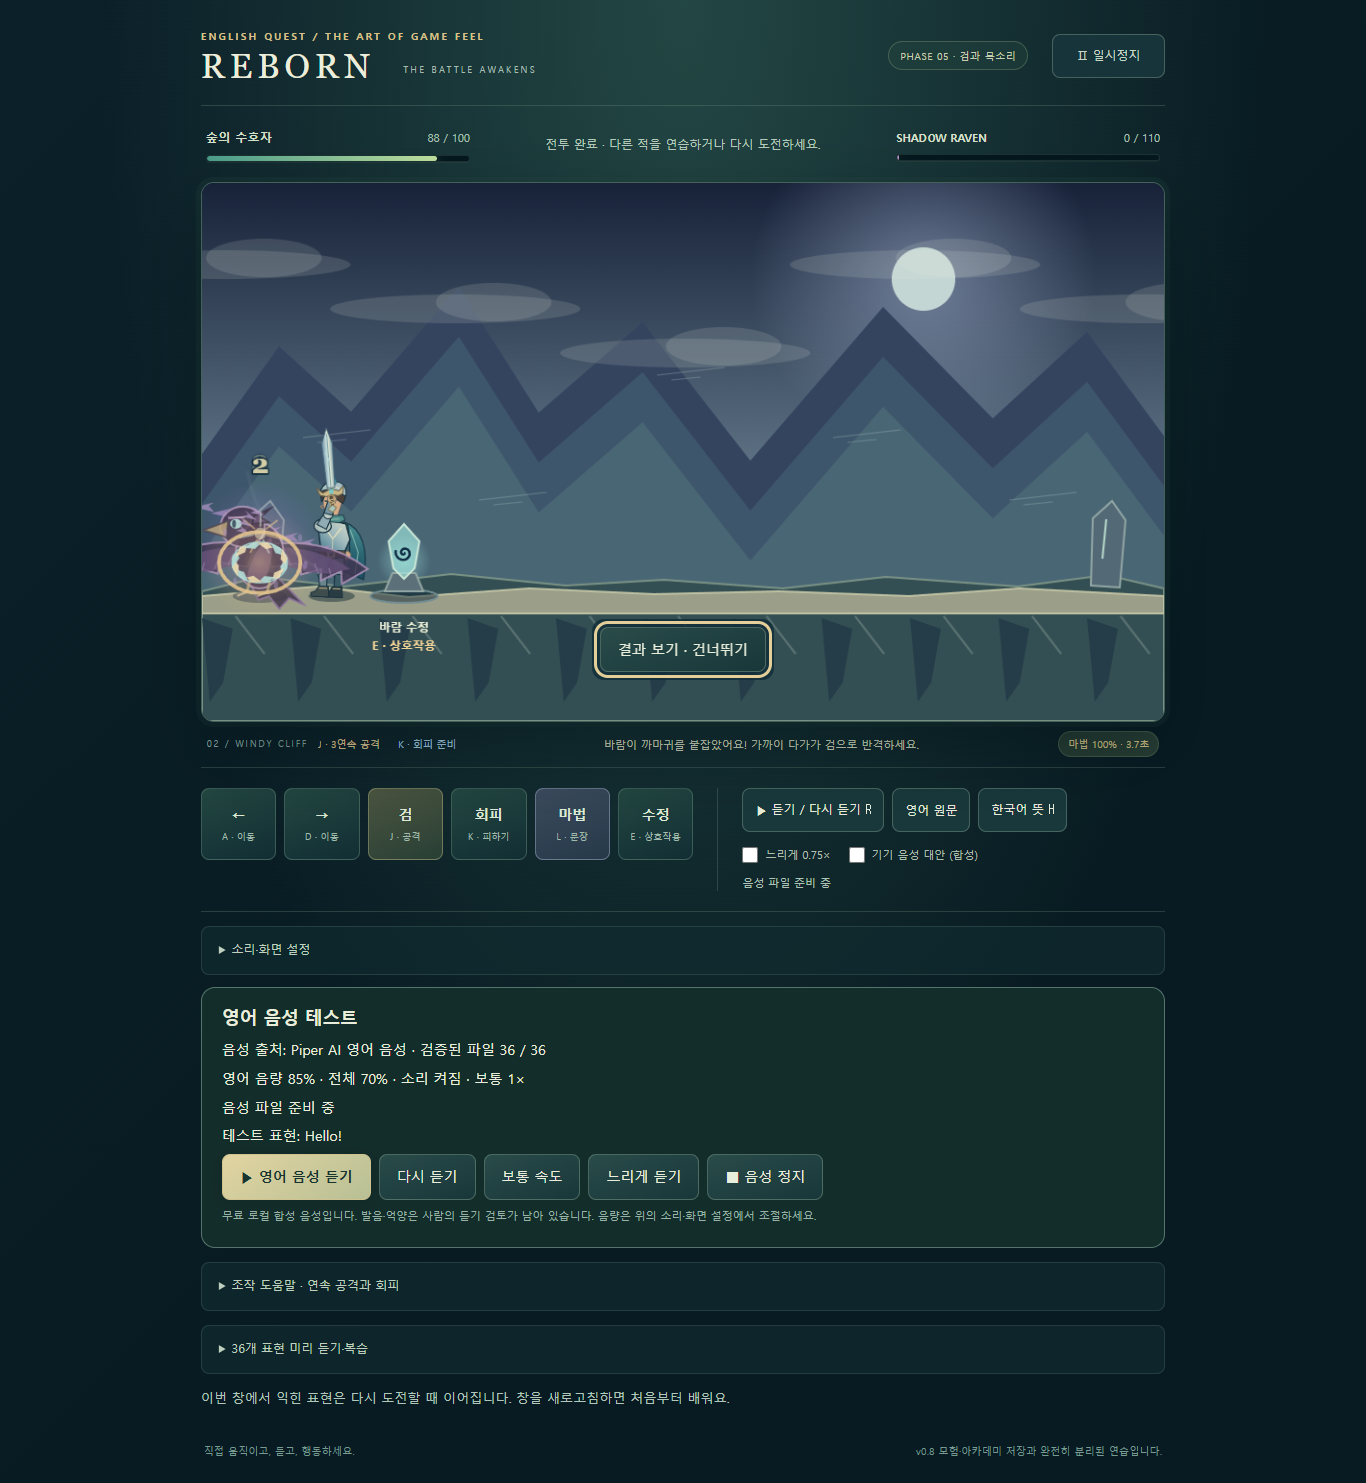 ENGLISH QUEST / THE ART OF GAME FEEL
REBORN THE BATTLE AWAKENS
PHASE 05 · 검과 목소리
Ⅱ 일시정지
숲의 수호자 88 / 100
전투 완료 · 다른 적을 연습하거나 다시 도전하세요.
SHADOW RAVEN 0 / 110
2
바람 수정
E · 상호작용
결과 보기 · 건너뛰기
02 / WINDY CLIFF J · 3연속 공격 K · 회피 준비
바람이 까마귀를 붙잡았어요! 가까이 다가가 검으로 반격하세요.
마법 100% · 3.7초
←
A · 이동
→
D · 이동
검
J · 공격
회피
K · 피하기
마법
L · 문장
수정
E · 상호작용
▶ 듣기 / 다시 듣기 R
영어 원문
한국어 뜻 H
느리게 0.75×
기기 음성 대안 (합성)
음성 파일 준비 중
▶ 소리·화면 설정
영어 음성 테스트
음성 출처: Piper AI 영어 음성 · 검증된 파일 36 / 36
영어 음량 85% · 전체 70% · 소리 켜짐 · 보통 1×
음성 파일 준비 중
테스트 표현: Hello!
▶ 영어 음성 듣기
다시 듣기
보통 속도
느리게 듣기
■ 음성 정지
무료 로컬 합성 음성입니다. 발음·억양은 사람의 듣기 검토가 남아 있습니다. 음량은 위의 소리·화면 설정에서 조절하세요.
▶ 조작 도움말 · 연속 공격과 회피
▶ 36개 표현 미리 듣기·복습
이번 창에서 익힌 표현은 다시 도전할 때 이어집니다. 창을 새로고침하면 처음부터 배워요.
직접 움직이고, 듣고, 행동하세요.
v0.8 모험·아카데미 저장과 완전히 분리된 연습입니다.